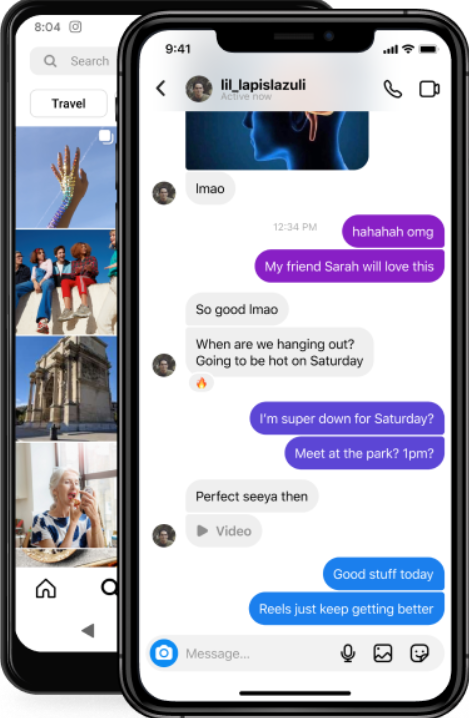 8:04
Search
Travel
9:41
lil_lapislazuli
Active now
lmao
12:34 PM
hahahah omg
My friend Sarah will love this
So good lmao
When are we hanging out?
Going to be hot on Saturday
I'm super down for Saturday?
Meet at the park? 1pm?
Perfect seeya then
Video
Good stuff today
Reels just keep getting better
Message...